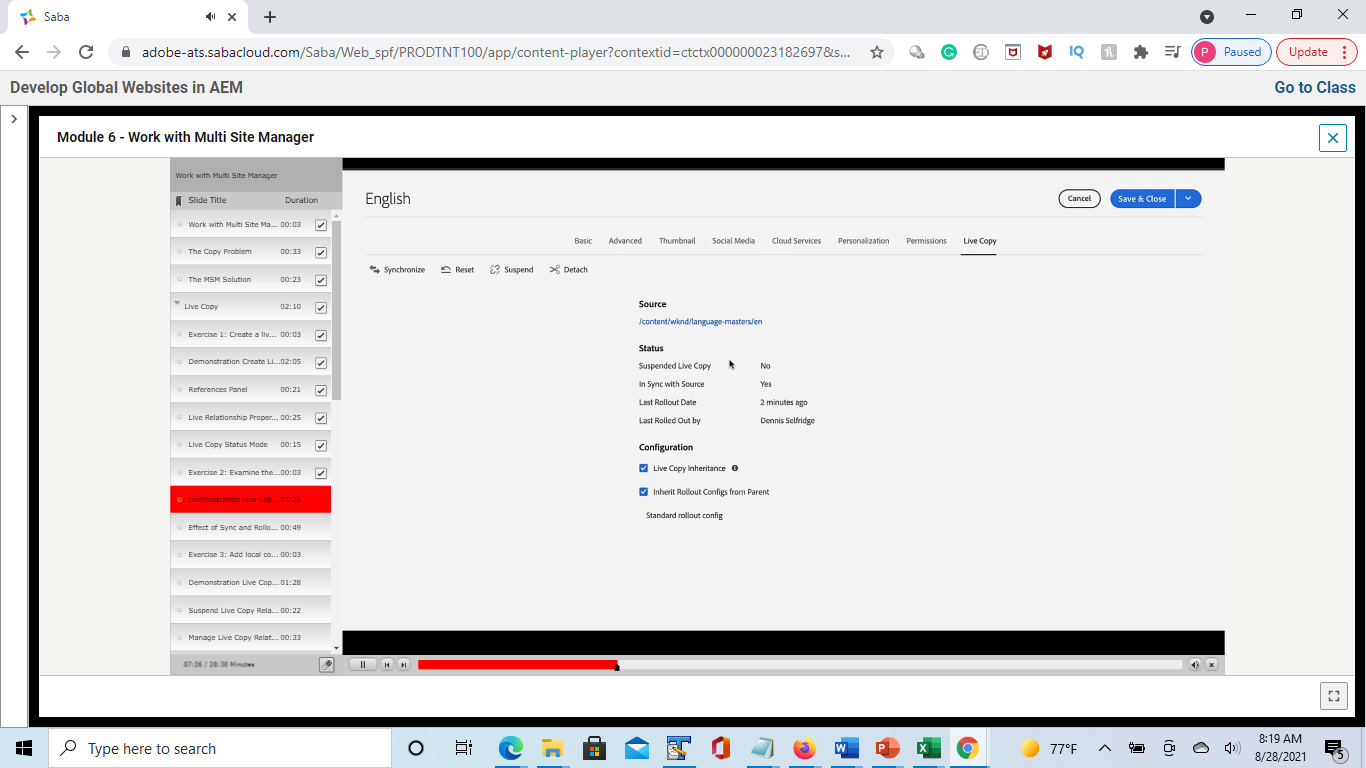 Saba
adobe-ats.sabacloud.com/Saba/Web_spf/PRODTNT100/app/content-player?contextid=ctctx0000000231826978&s...
P Paused
Update
Develop Global Websites in AEM
Go to Class
Module 6 - Work with Multi Site Manager
Work with Multi Site Manager
Slide Title Duration
Work with Multi Site Ma... 00:03
The Copy Problem 00:33
The MSM Solution 00:23
Live Copy 02:10
Exercise 1: Create a liv... 00:03
Demonstration Create Li...02:05
References Panel 00:21
Live Relationship Proper... 00:25
Live Copy Status Mode 00:15
Exercise 2: Examine the...00:03
Demonstration Live Cop... 01:22
Effect of Sync and Rollo... 00:49
Exercise 3: Add local co... 00:03
Demonstration Live Cop... 01:28
Suspend Live Copy Rela... 00:22
Manage Live Copy Relat... 00:33
07:26 / 28:30 Minutes
English
Cancel
Save & Close
Basic Advanced Thumbnail Social Media Cloud Services Personalization Permissions Live Copy
Synchronize Reset Suspend Detach
Source
/content/wknd/language-masters/en
Status
Suspended Live Copy No
In Sync with Source Yes
Last Rollout Date 2 minutes ago
Last Rolled Out by Dennis Selfridge
Configuration
Live Copy Inheritance
Inherit Rollout Configs from Parent
Standard rollout config
Type here to search
77°F
8:19 AM
8/28/2021
5